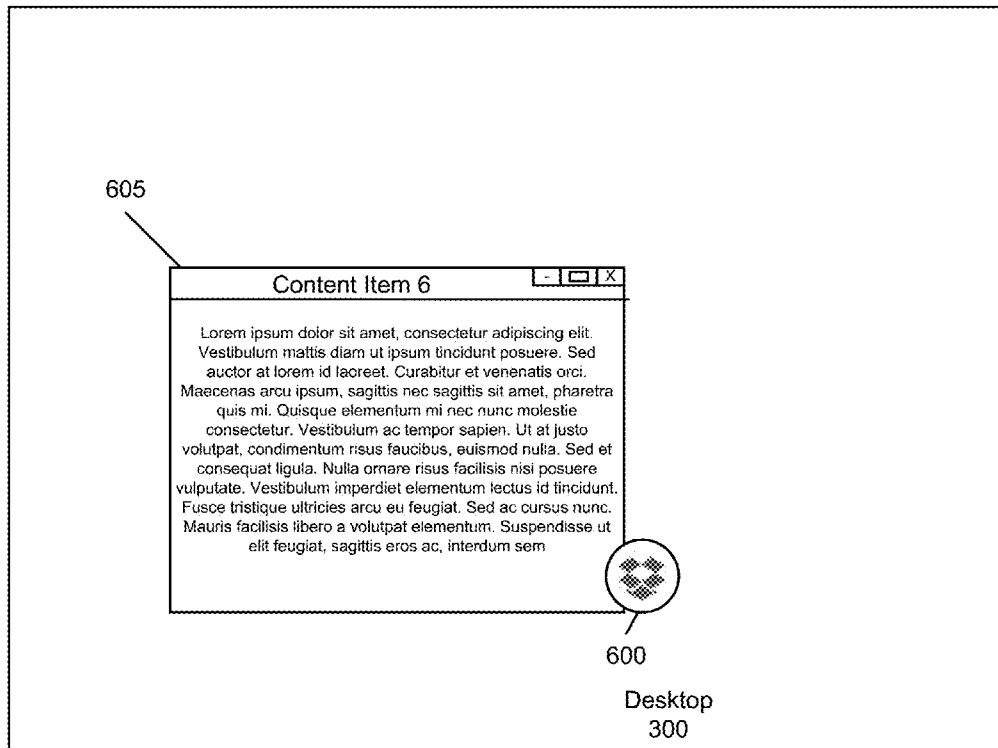 605
Content Item 6
- X
Lorem ipsum dolor sit amet, consectetur adipiscing elit.
Vestibulum mattis diam ut ipsum tincidunt posuere. Sed
auctor at lorem id laoreet. Curabitur et venenatis orci.
Maecenas arcu ipsum, sagittis nec sagittis sit amet, pharetra
quis mi. Quisque elementum mi nec nunc molestie
consectetur. Vestibulum ac tempor sapien. Ut at justo
volutpat, condimentum risus faucibus, euismod nulla. Sed et
consequat ligula. Nulla ornare risus facilisis nisi posuere
vulputate. Vestibulum imperdiet elementum lectus id tincidunt.
Fusce tristique ultricies arcu eu feugiat. Sed ac cursus nunc.
Mauris facilisis libero a volutpat elementum. Suspendisse ut
elit feugiat, sagittis eros ac, interdum sem
600
Desktop
300